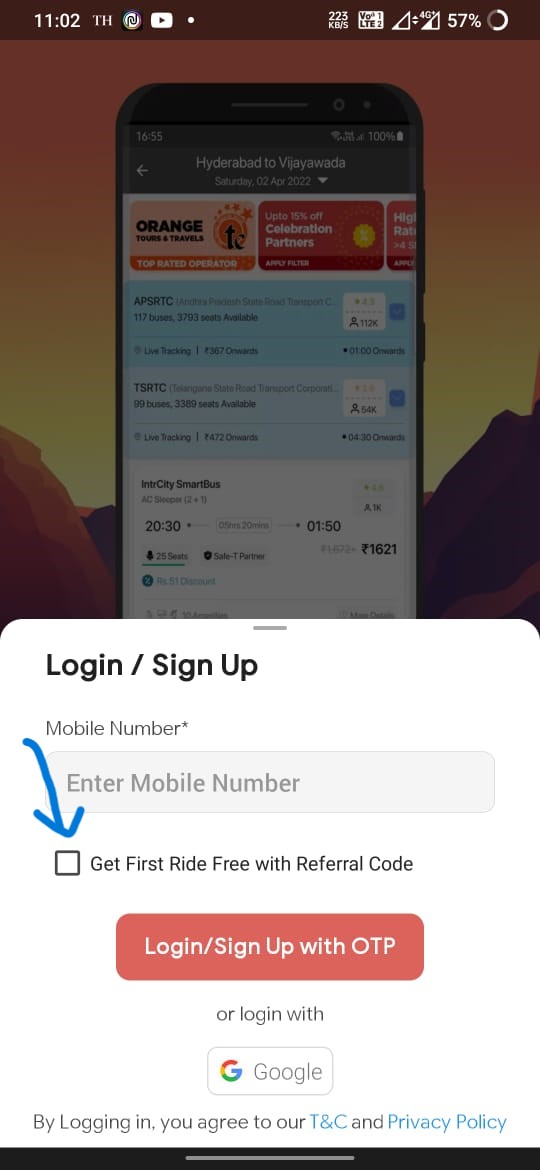 11:02 TH 223 KB/S Vo) 1 LTE 2 4G+ 57%
16:55 100%
Hyderabad to Vijayawada
Saturday, 02 Apr 2022
ORANGE
TOURS & TRAVELS
TOP RATED OPERATOR
Upto 15% off
Celebration
Partners
APPLY FILTER
APSRTC (Andhra Pradesh State Road Transport C...
4.3
117 buses, 3793 seats Available
112K
Live Tracking | ₹367 Onwards
01:00 Onwards
TSRTC (Telangana State Road Transport Corporati...
99 buses, 3389 seats Available
54K
Live Tracking | ₹472 Onwards
04:30 Onwards
IntrCity SmartBus
4.6
AC Sleeper (2 + 1)
1K
20:30 05hrs 20mins 01:50
25 Seats Safe-T Partner ₹1,672 ₹1621
Rs.51 Discount
10 Amenities More Details
Login / Sign Up
Mobile Number*
Enter Mobile Number
Get First Ride Free with Referral Code
Login/Sign Up with OTP
or login with
Google
By Logging in, you agree to our T&C and Privacy Policy